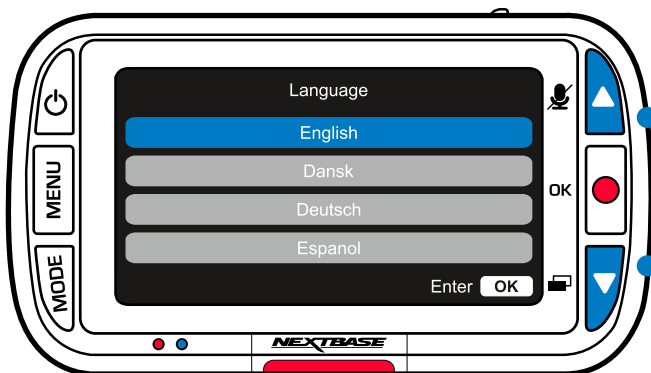 Language
English
Dansk
Deutsch
Espanol
Enter OK
MENU
MODE
OK
NEXTBASE